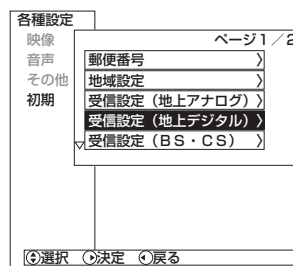 各種設定
映像
音声
その他
初期
ページ1／2
郵便番号 〉
地域設定 〉
受信設定（地上アナログ）〉
受信設定（地上デジタル）〉
受信設定（BS・CS） 〉
選択 決定 戻る